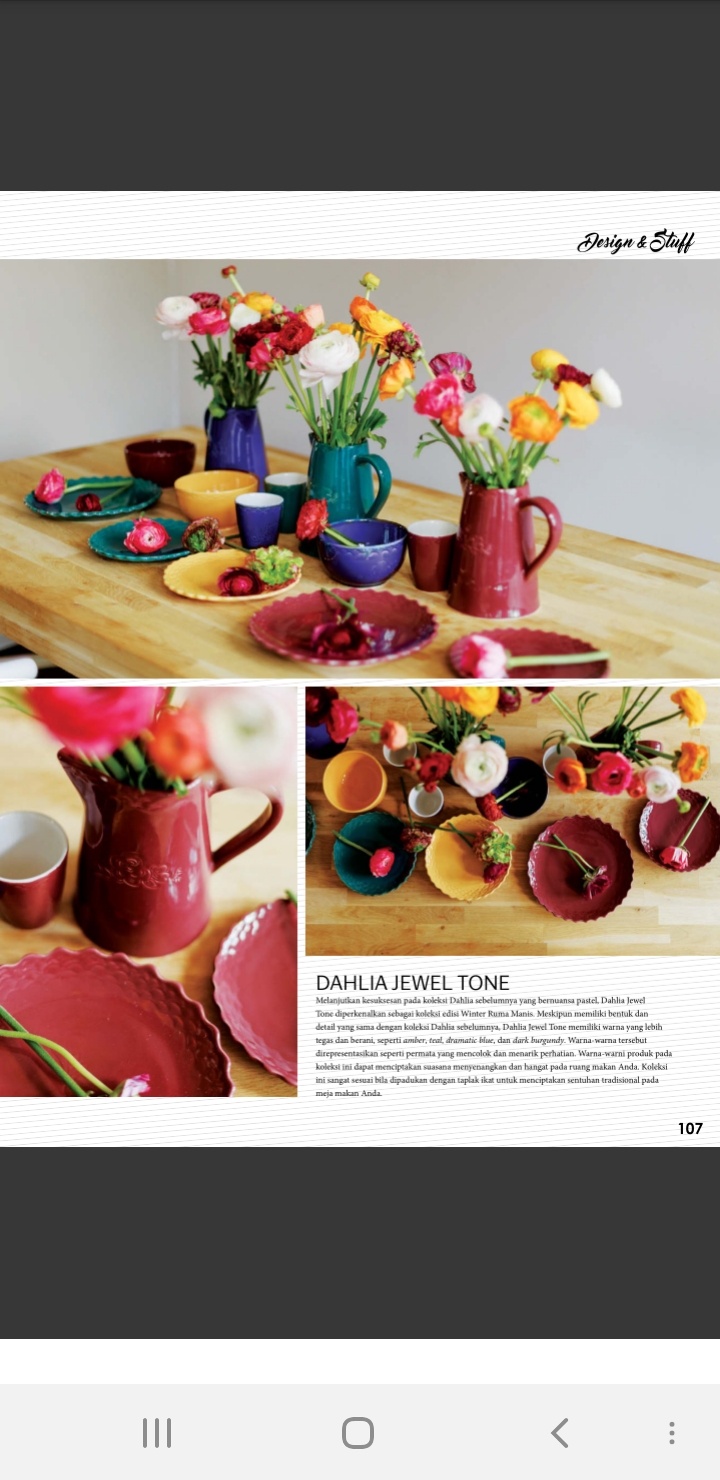 Design & Stuff
DAHLIA JEWEL TONE
Melanjutkan kesuksesan pada koleksi Dahlia sebelumnya yang bernuansa pastel, Dahlia Jewel
Tone diperkenalkan sebagai koleksi edisi Winter Ruma Manis. Meskipun memiliki bentuk dan
detail yang sama dengan koleksi Dahlia sebelumnya, Dahlia Jewel Tone memiliki warna yang lebih
tegas dan berani, seperti amber, teal, dramatic blue, dan dark burgundy. Warna-warna tersebut
direpresentasikan seperti permata yang mencolok dan menarik perhatian. Warna-warni produk pada
koleksi ini dapat menciptakan suasana menyenangkan dan hangat pada ruang makan Anda. Koleksi
ini sangat sesuai bila dipadukan dengan taplak ikat untuk menciptakan sentuhan tradisional pada
meja makan Anda.
107